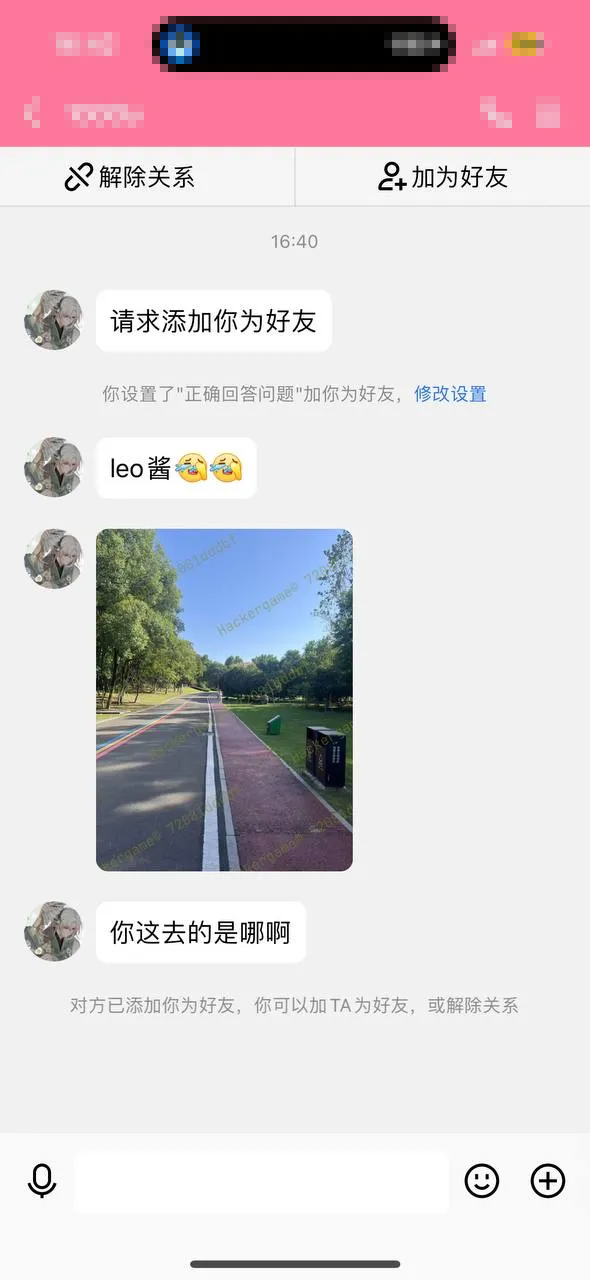 解除关系
加为好友
16:40
请求添加你为好友
你设置了"正确回答问题"加你为好友，修改设置
leo酱😂😂
Hackergame©
你这去的是哪啊
对方已添加你为好友，你可以加TA为好友，或解除关系